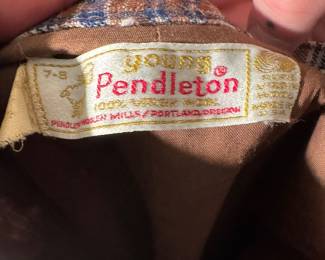 young
7-8
Pendleton®
100% VIRGIN WOOL
PENDLETON WOOLEN MILLS / PORTLAND, OREGON